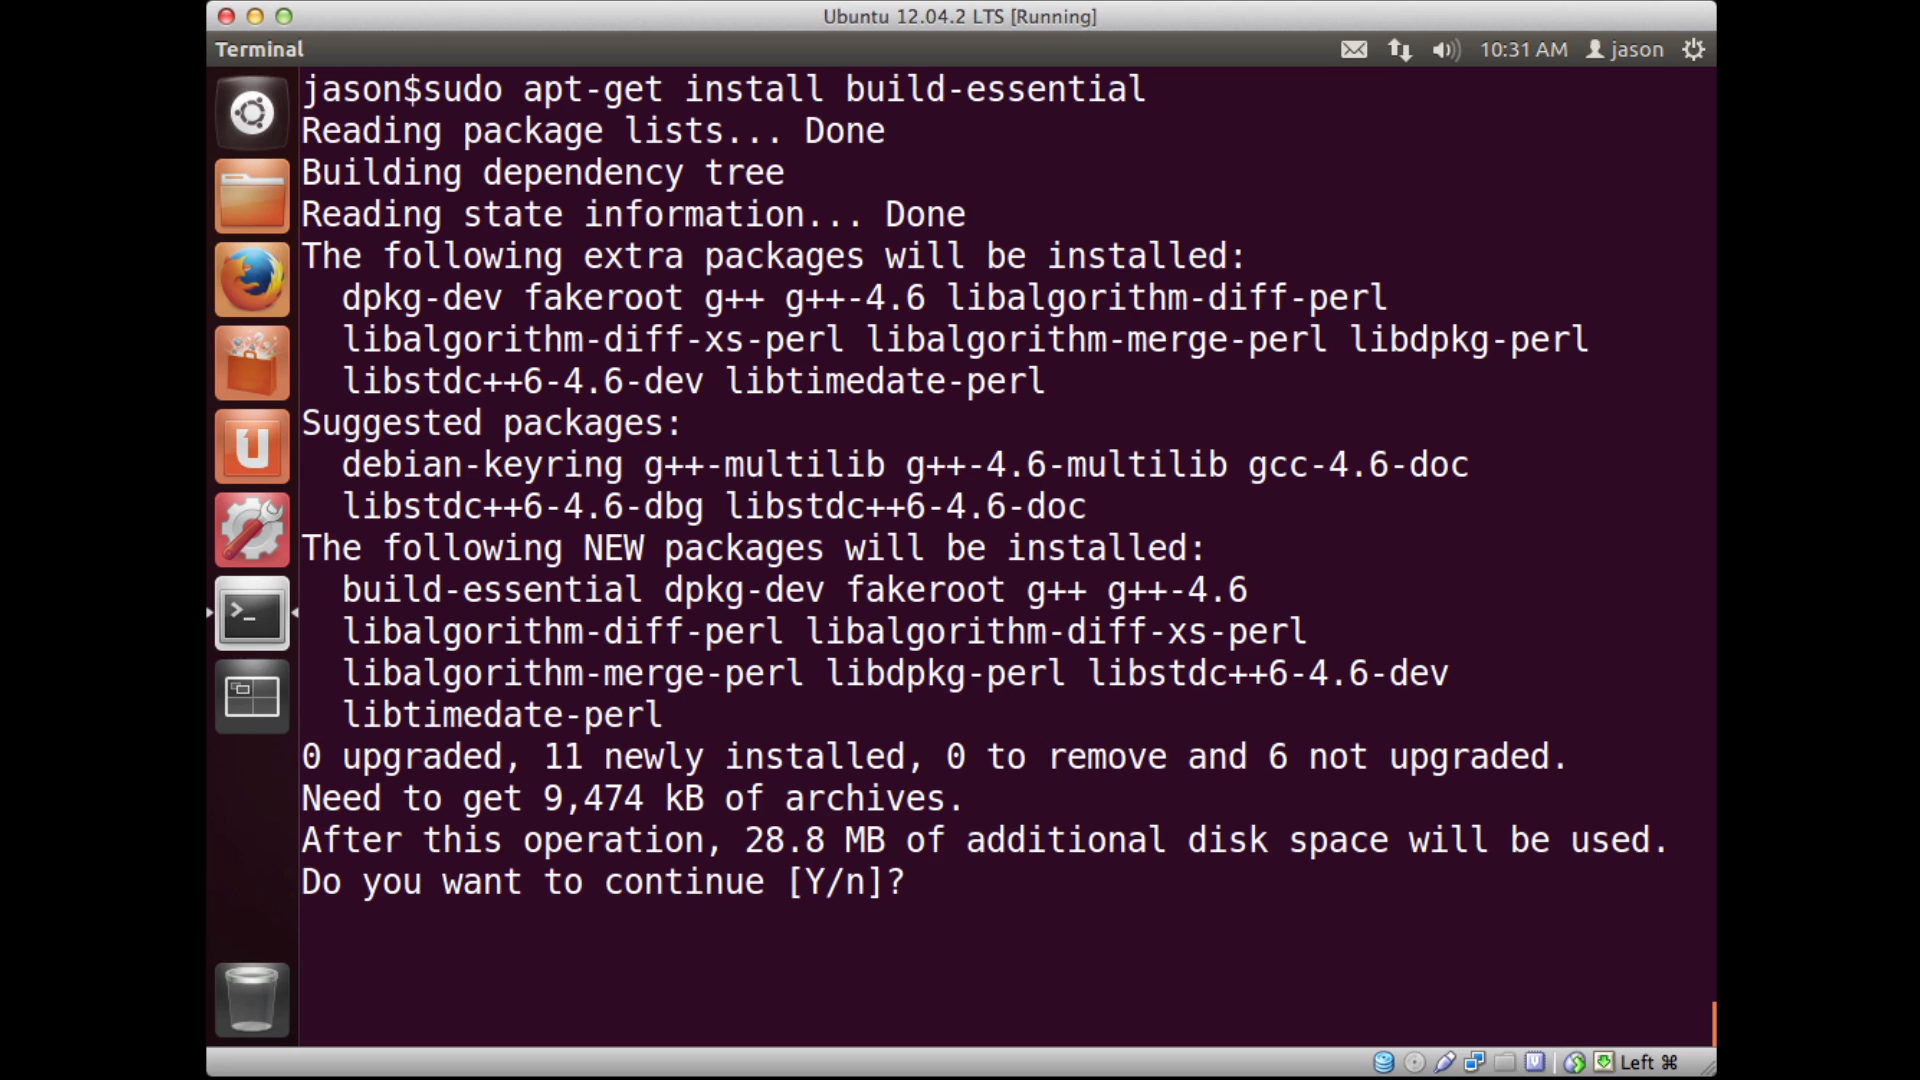 Ubuntu 12.04.2 LTS [Running]
Terminal
10:31 AM jason
jason$sudo apt-get install build-essential
Reading package lists... Done
Building dependency tree
Reading state information... Done
The following extra packages will be installed:
dpkg-dev fakeroot g++ g++-4.6 libalgorithm-diff-perl
libalgorithm-diff-xs-perl libalgorithm-merge-perl libdpkg-perl
libstdc++6-4.6-dev libtimedate-perl
Suggested packages:
debian-keyring g++-multilib g++-4.6-multilib gcc-4.6-doc
libstdc++6-4.6-dbg libstdc++6-4.6-doc
The following NEW packages will be installed:
build-essential dpkg-dev fakeroot g++ g++-4.6
libalgorithm-diff-perl libalgorithm-diff-xs-perl
libalgorithm-merge-perl libdpkg-perl libstdc++6-4.6-dev
libtimedate-perl
0 upgraded, 11 newly installed, 0 to remove and 6 not upgraded.
Need to get 9,474 kB of archives.
After this operation, 28.8 MB of additional disk space will be used.
Do you want to continue [Y/n]?
Left ⌘